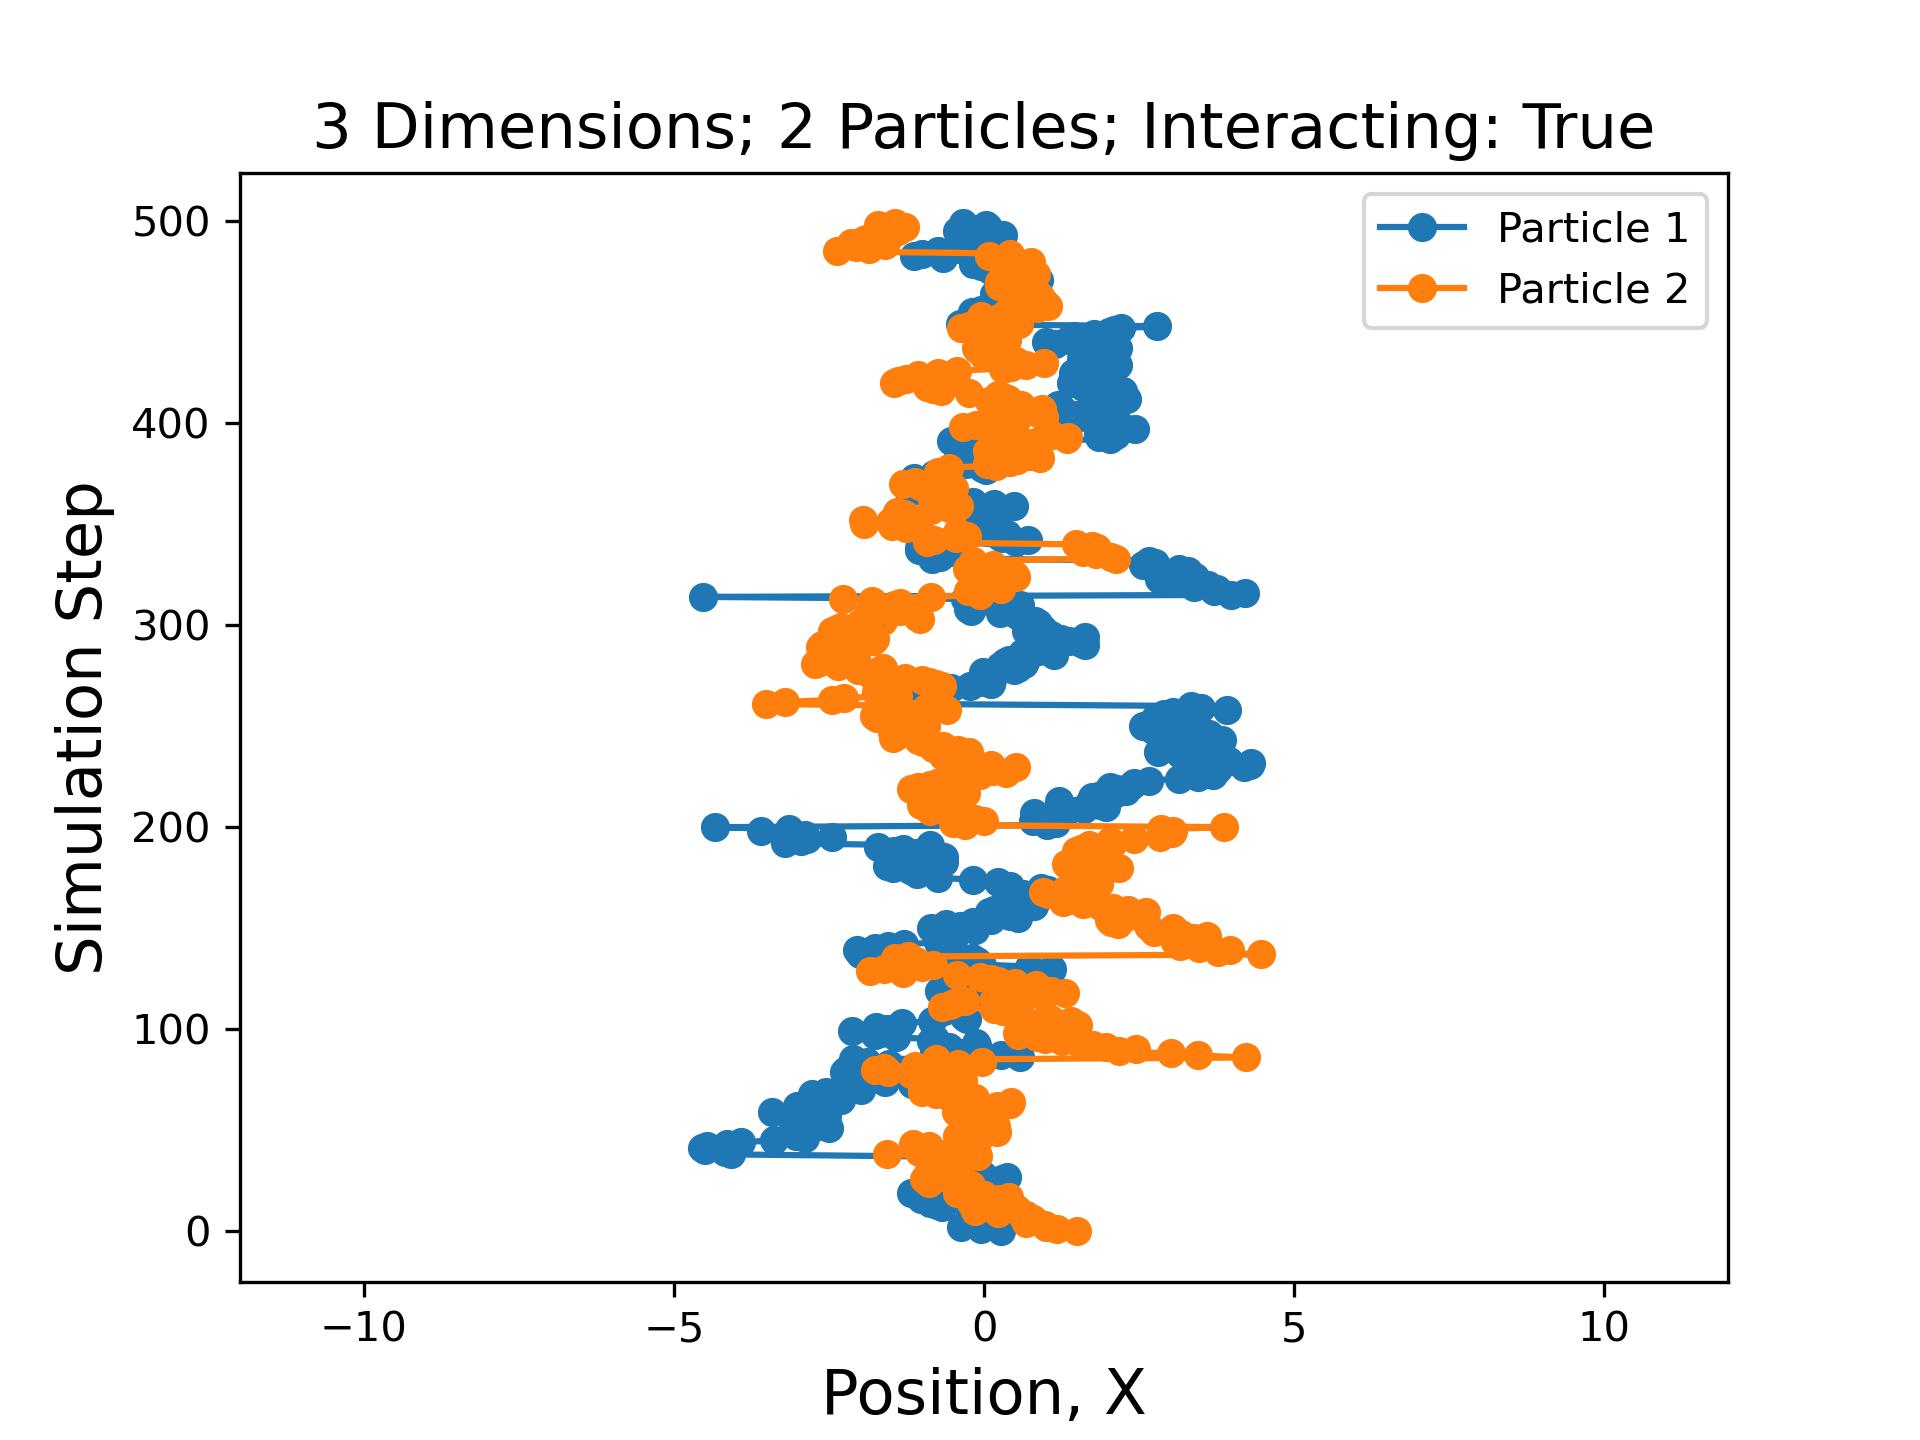 3 Dimensions; 2 Particles; Interacting: True
Particle 1
Particle 2
500
400
300
200
100
0
Simulation Step
−10
−5
0
5
10
Position, X